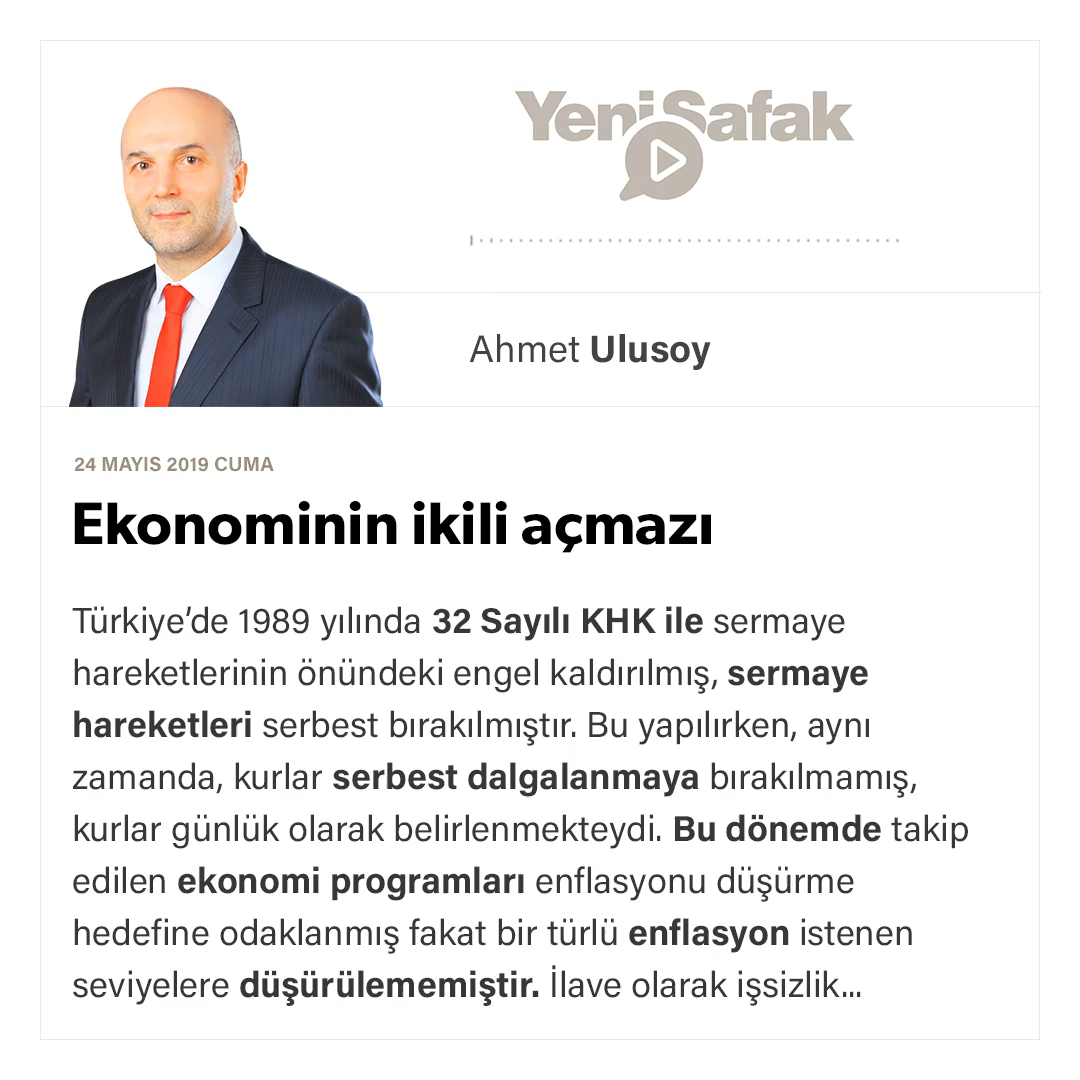 YeniSafak
Ahmet Ulusoy
24 MAYIS 2019 CUMA
Ekonominin ikili açmazı
Türkiye’de 1989 yılında 32 Sayılı KHK ile sermaye
hareketlerinin önündeki engel kaldırılmış, sermaye
hareketleri serbest bırakılmıştır. Bu yapılırken, aynı
zamanda, kurlar serbest dalgalanmaya bırakılmamış,
kurlar günlük olarak belirlenmekteydi. Bu dönemde takip
edilen ekonomi programları enflasyonu düşürme
hedefine odaklanmış fakat bir türlü enflasyon istenen
seviyelere düşürülememiştir. İlave olarak işsizlik...